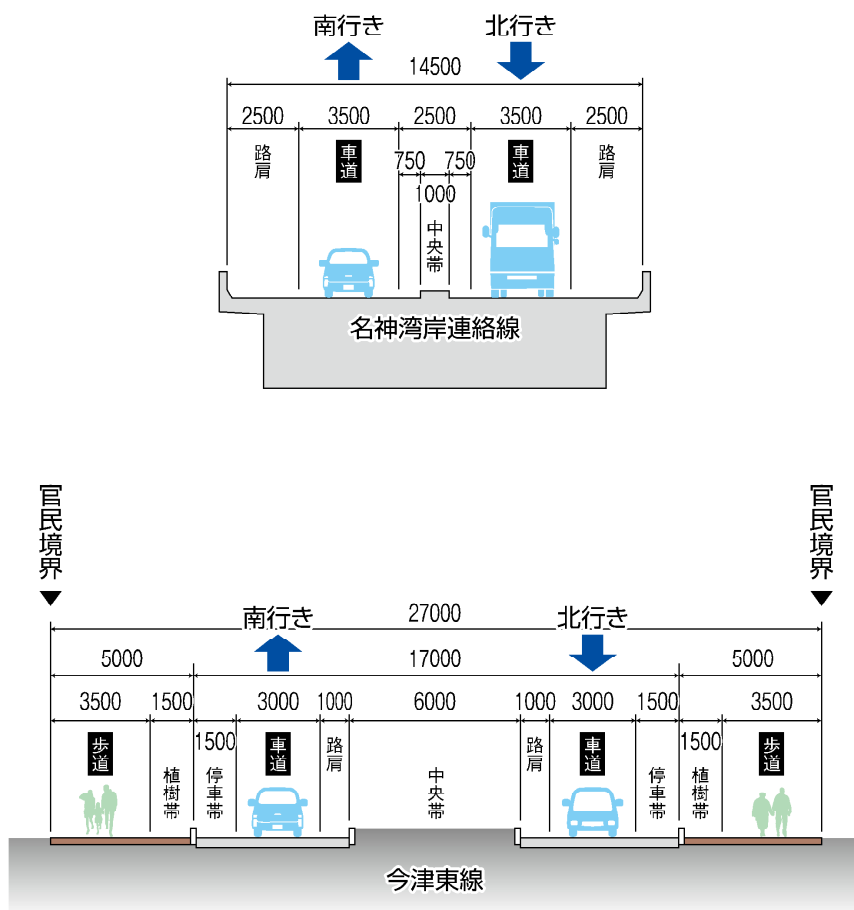 南行き 北行き
14500
2500 3500 2500 3500 2500
路肩 車道 750 750 車道 路肩
1000
中央帯
名神湾岸連絡線
官民境界 官民境界
南行き 27000 北行き
5000 17000 5000
3500 1500 3000 1000 6000 1000 3000 1500 3500
歩道 1500 車道 路肩 路肩 車道 1500 歩道
植樹帯 停車帯 中央帯 停車帯 植樹帯
今津東線